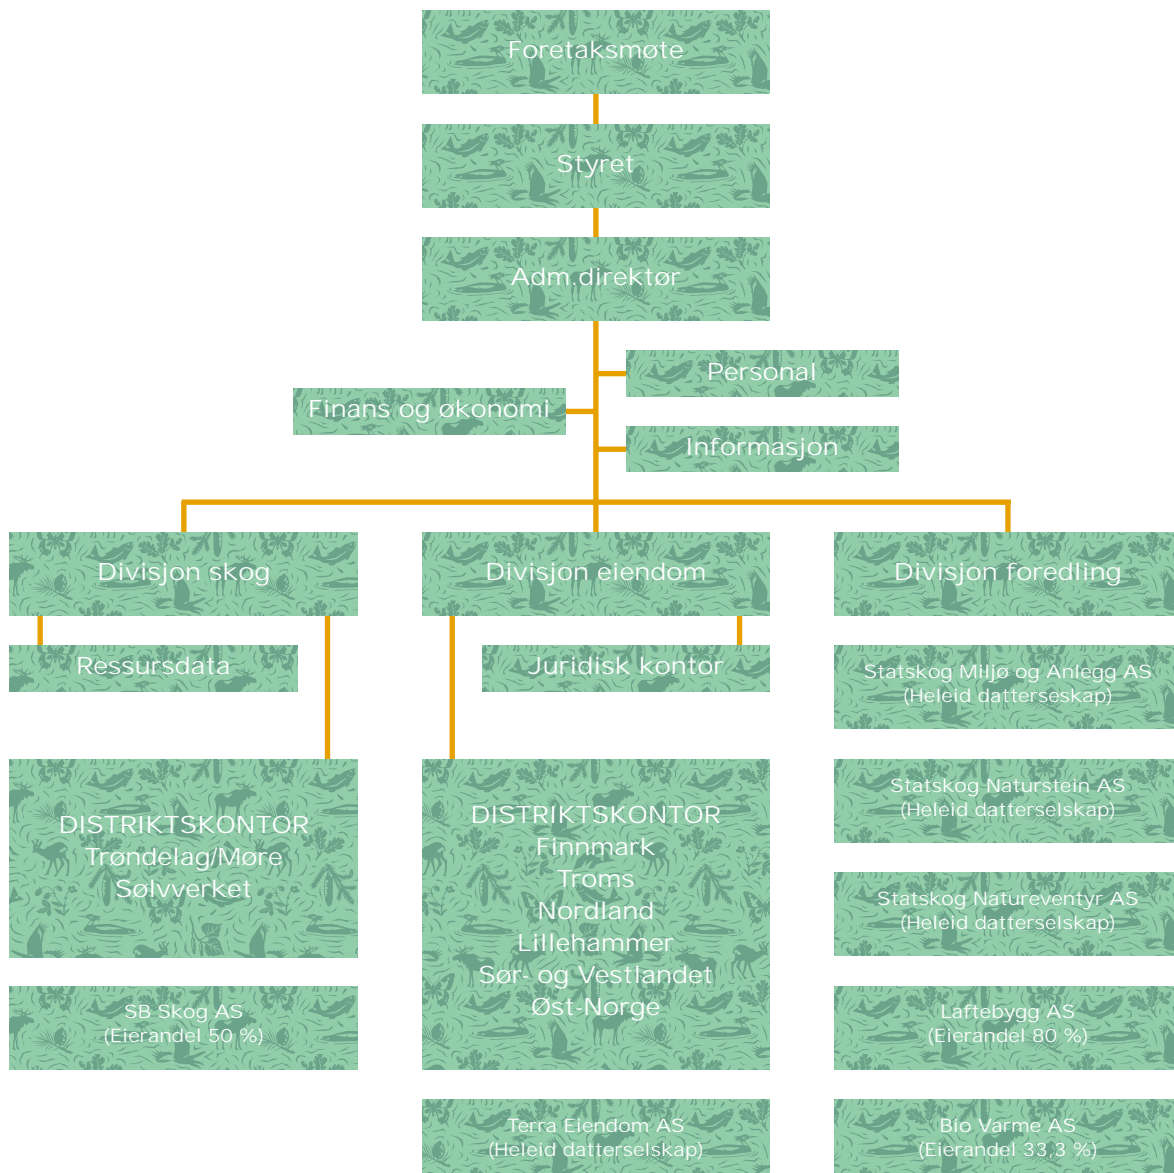 Foretaksmøte
Styret
Adm.direktør
Personal
Finans og økonomi
Informasjon
Divisjon skog
Divisjon eiendom
Divisjon foredling
Ressursdata
Juridisk kontor
Statskog Miljø og Anlegg AS
(Heleid datterseskap)
DISTRIKTSKONTOR
Trøndelag/Møre
Sølvverket
DISTRIKTSKONTOR
Finnmark
Troms
Nordland
Lillehammer
Sør- og Vestlandet
Øst-Norge
Statskog Naturstein AS
(Heleid datterselskap)
Statskog Natureventyr AS
(Heleid datterselskap)
SB Skog AS
(Eierandel 50 %)
Laftebygg AS
(Eierandel 80 %)
Terra Eiendom AS
(Heleid datterselskap)
Bio Varme AS
(Eierandel 33,3 %)